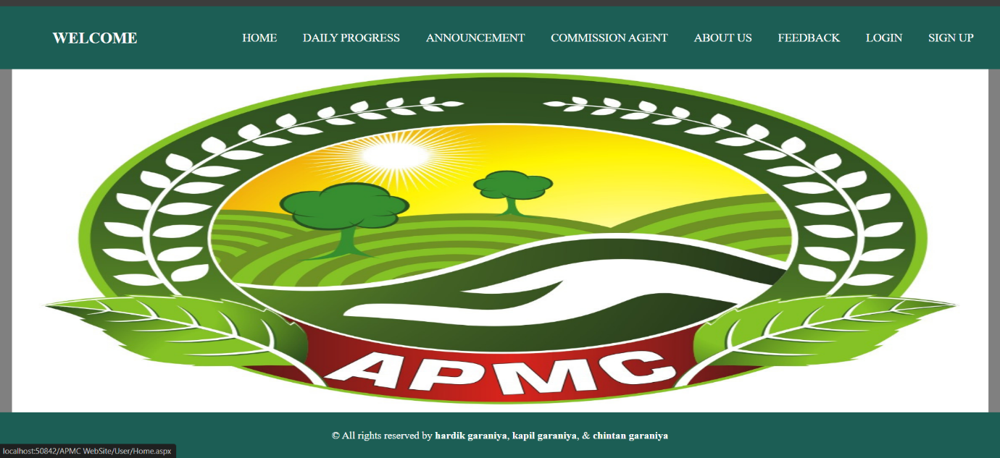 WELCOME HOME DAILY PROGRESS ANNOUNCEMENT COMMISSION AGENT ABOUT US FEEDBACK LOGIN SIGN UP
APMC
© All rights reserved by hardik garaniya, kapil garaniya, & chintan garaniya
localhost:50842/APMC WebSite/User/Home.aspx